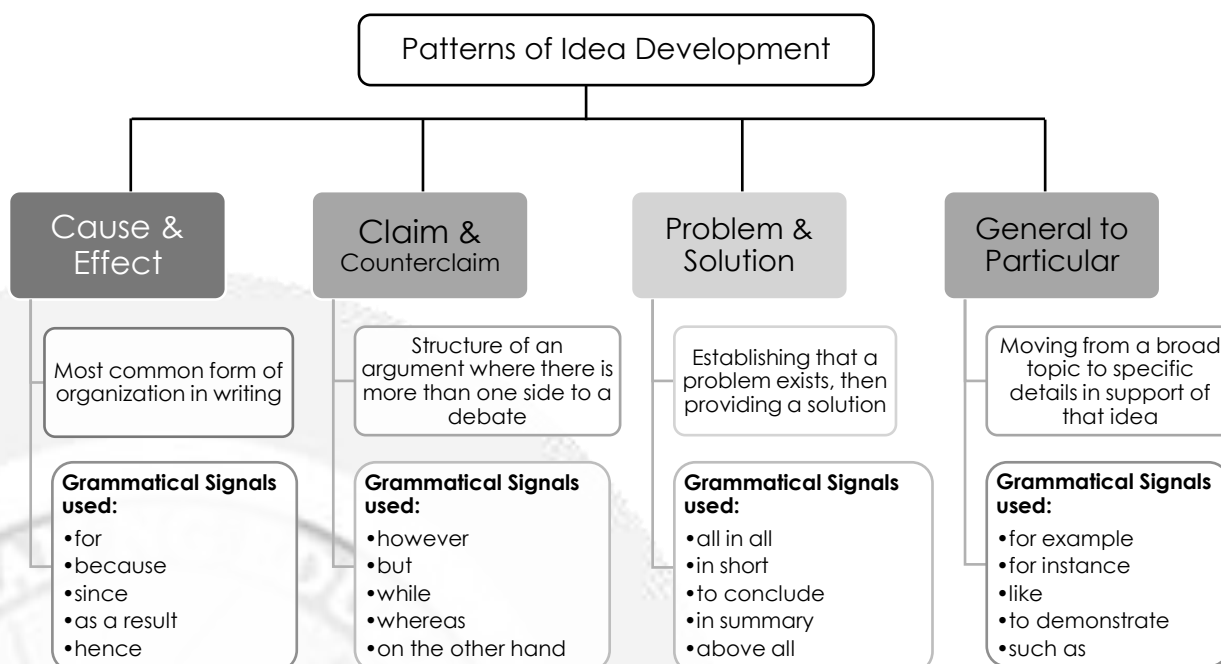 Patterns of Idea Development
Cause &
Effect
Most common form of
organization in writing
Grammatical Signals
used:
•for
•because
•since
•as a result
•hence
Claim &
Counterclaim
Structure of an
argument where there is
more than one side to a
debate
Grammatical Signals
used:
•however
•but
•while
•whereas
•on the other hand
Problem &
Solution
Establishing that a
problem exists, then
providing a solution
Grammatical Signals
used:
•all in all
•in short
•to conclude
•in summary
•above all
General to
Particular
Moving from a broad
topic to specific
details in support of
that idea
Grammatical Signals
used:
•for example
•for instance
•like
•to demonstrate
•such as